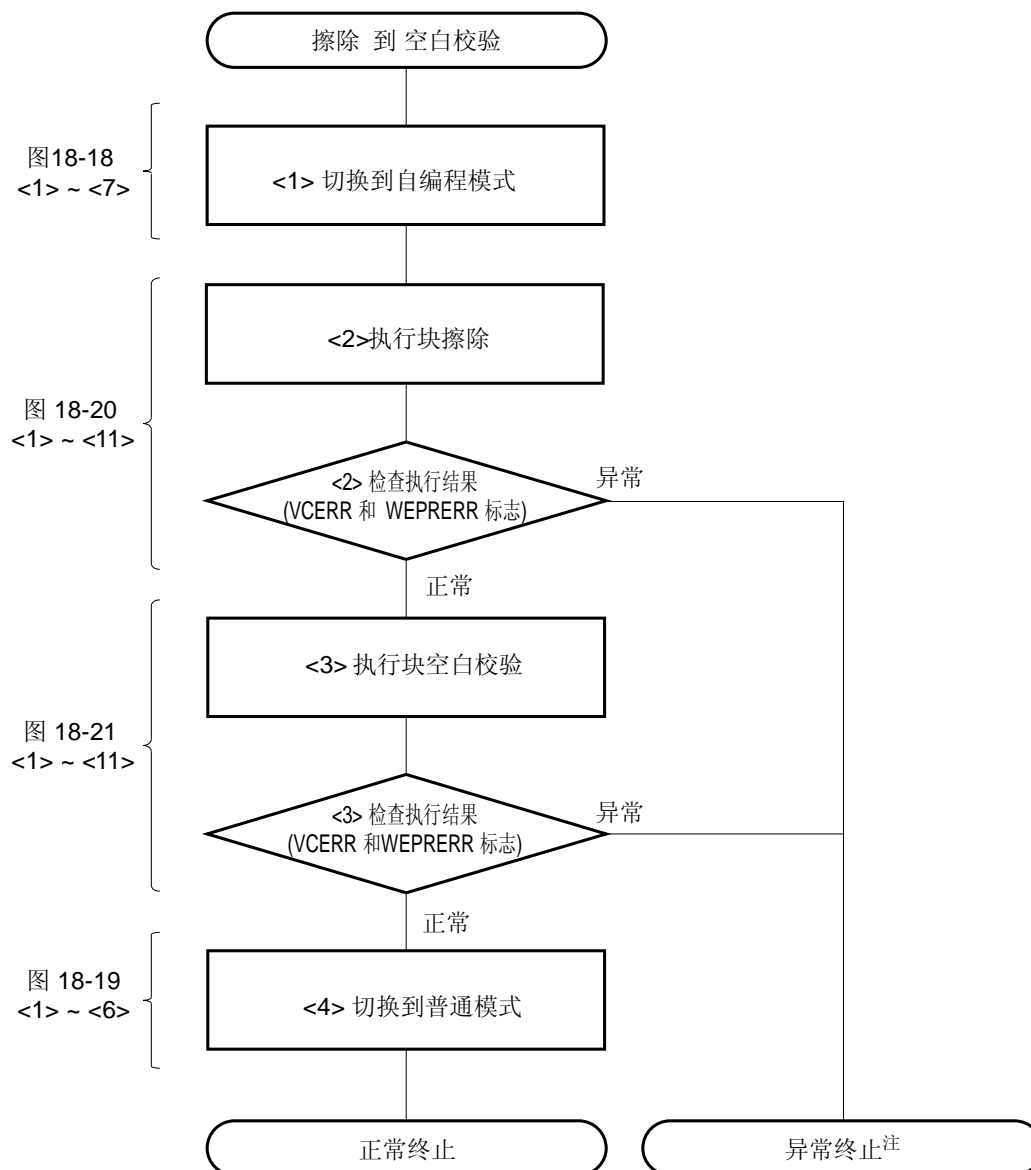 擦除 到 空白校验
图18-18
<1> ~ <7>
<1> 切换到自编程模式
<2>执行块擦除
图 18-20
<1> ~ <11>
<2> 检查执行结果
(VCERR 和 WEPRERR 标志)
异常
正常
<3> 执行块空白校验
图 18-21
<1> ~ <11>
<3> 检查执行结果
(VCERR 和WEPRERR 标志)
异常
正常
图 18-19
<1> ~ <6>
<4> 切换到普通模式
正常终止
异常终止注